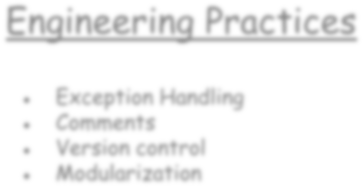 Engineering Practices
• Exception Handling
• Comments
• Version control
• Modularization